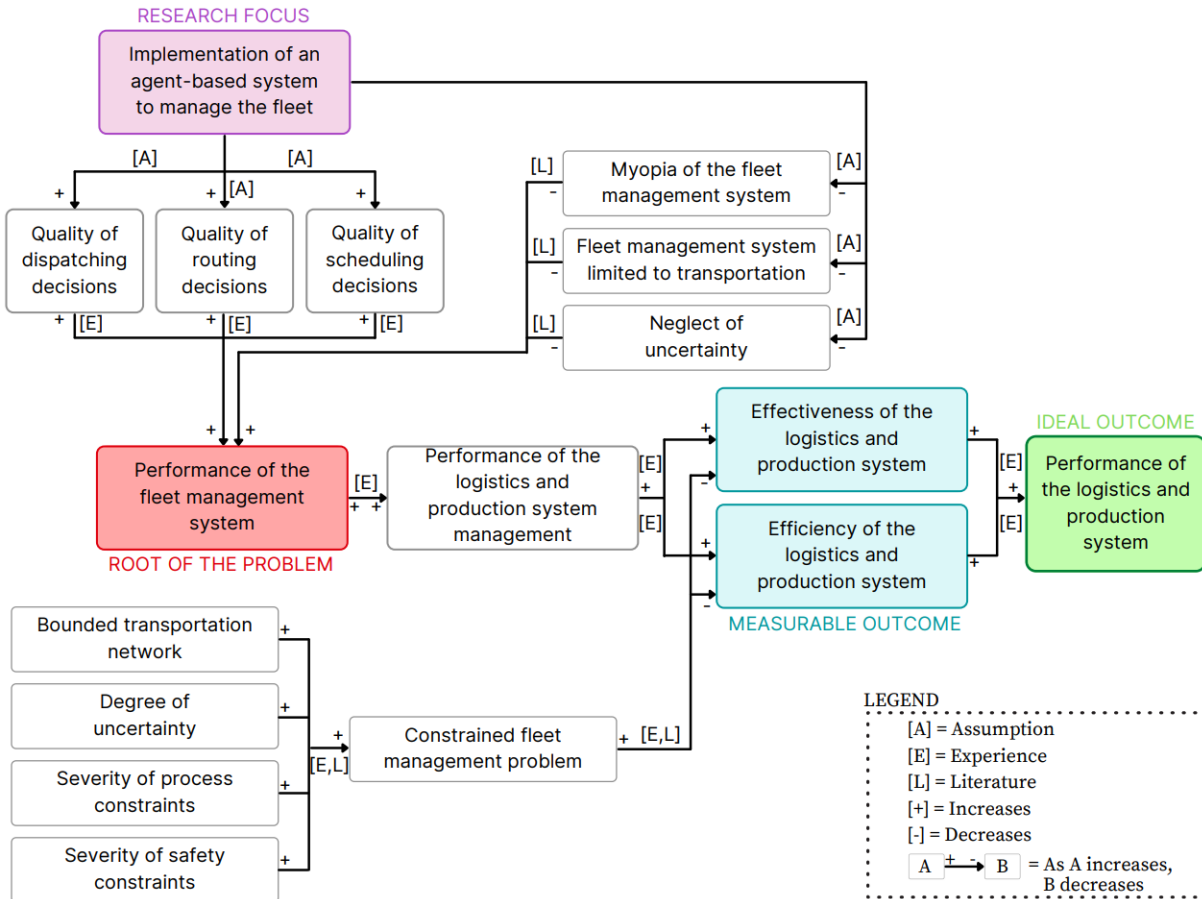 RESEARCH FOCUS
Implementation of an
agent-based system
to manage the fleet
[A]
[A]
+
+
[A]
+
Quality of
dispatching
decisions
Quality of
routing
decisions
Quality of
scheduling
decisions
+
[E]
+
[E]
+
[E]
[L]
-
Myopia of the fleet
management system
[A]
-
[L]
-
Fleet management system
limited to transportation
[A]
-
[L]
-
Neglect of
uncertainty
[A]
-
+
+
Performance of the
fleet management
system
ROOT OF THE PROBLEM
[E]
+
+
Performance of the
logistics and
production system
management
[E]
+
[E]
+
-
Effectiveness of the
logistics and
production system
+
+
-
Efficiency of the
logistics and
production system
+
MEASURABLE OUTCOME
[E]
+
[E]
IDEAL OUTCOME
Performance of
the logistics and
production
system
Bounded transportation
network
+
Degree of
uncertainty
+
Severity of process
constraints
+
Severity of safety
constraints
+
+
[E,L]
Constrained fleet
management problem
+ [E,L]
LEGEND
[A] = Assumption
[E] = Experience
[L] = Literature
[+] = Increases
[-] = Decreases
A + - B = As A increases,
B decreases